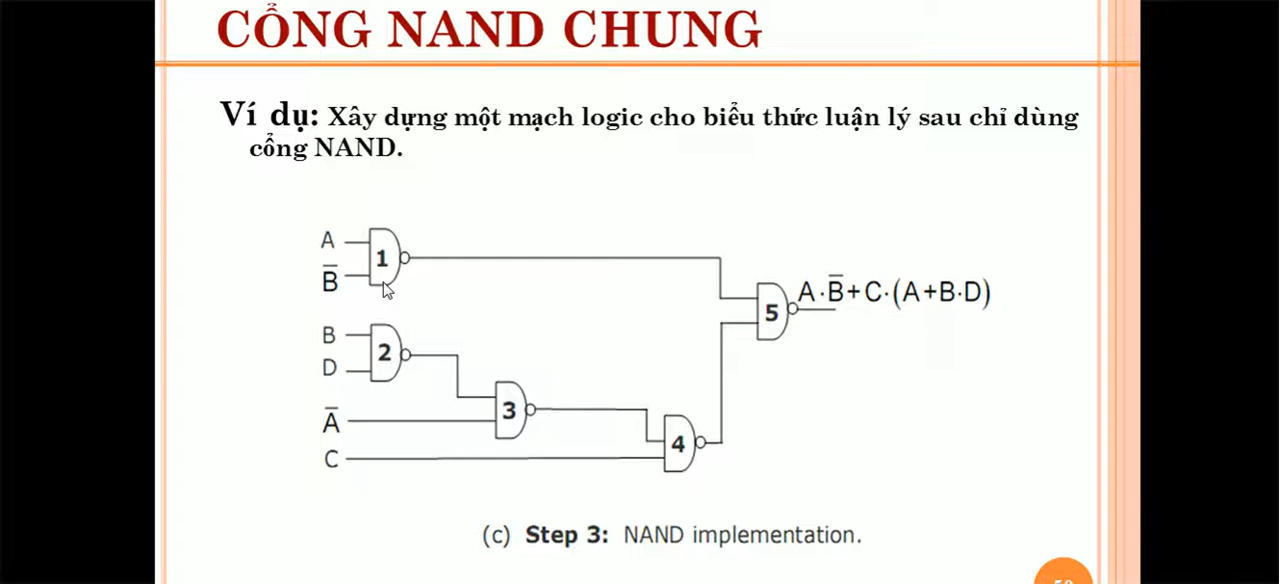 CỔNG NAND CHUNG
Ví dụ: Xây dựng một mạch logic cho biểu thức luận lý sau chỉ dùng
cổng NAND.
A
B̅
1
B
D
2
A̅
C
3
4
5
A·B̅+C·(A+B·D)
(c) Step 3: NAND implementation.